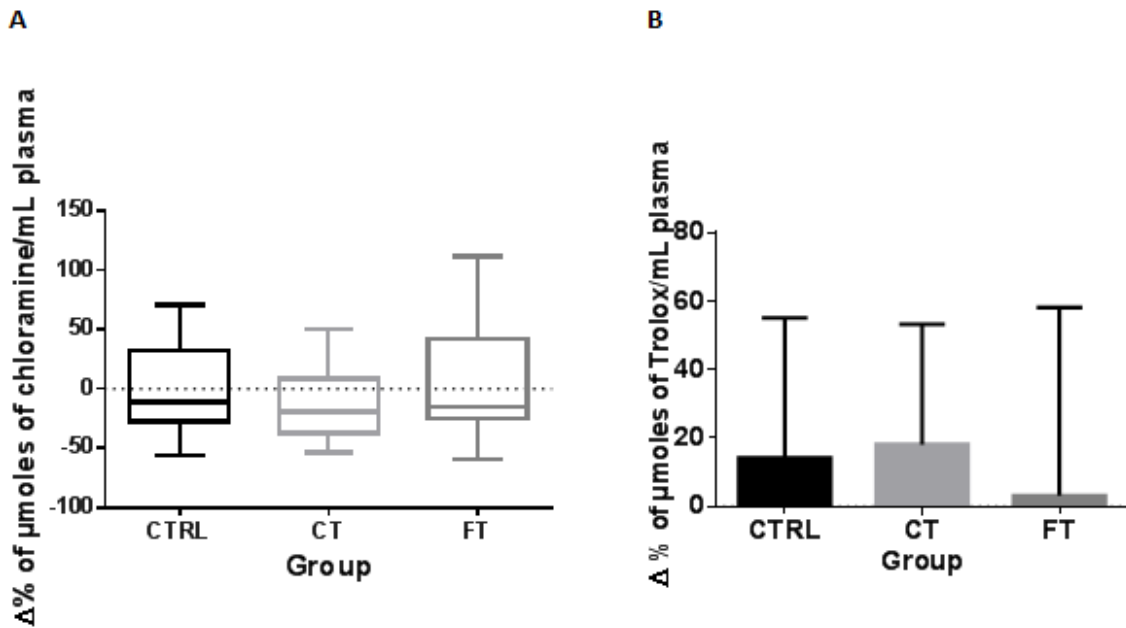 A
Δ% of µmoles of chloramine/mL plasma
150
100
50
0
-50
-100
CTRL CT FT
Group
B
Δ % of µmoles of Trolox/mL plasma
80
60
40
20
0
CTRL CT FT
Group